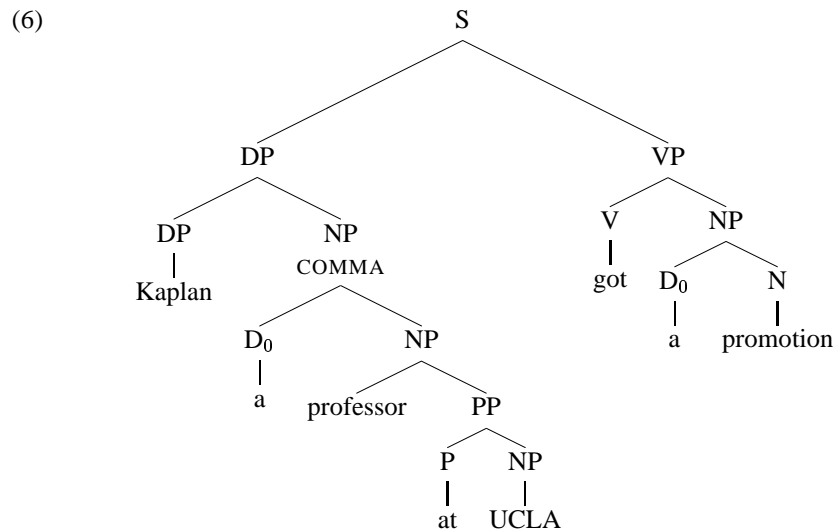 (6)
S
DP VP
DP NP V NP
COMMA
Kaplan got D₀ N
D₀ NP a promotion
a professor PP
P NP
at UCLA